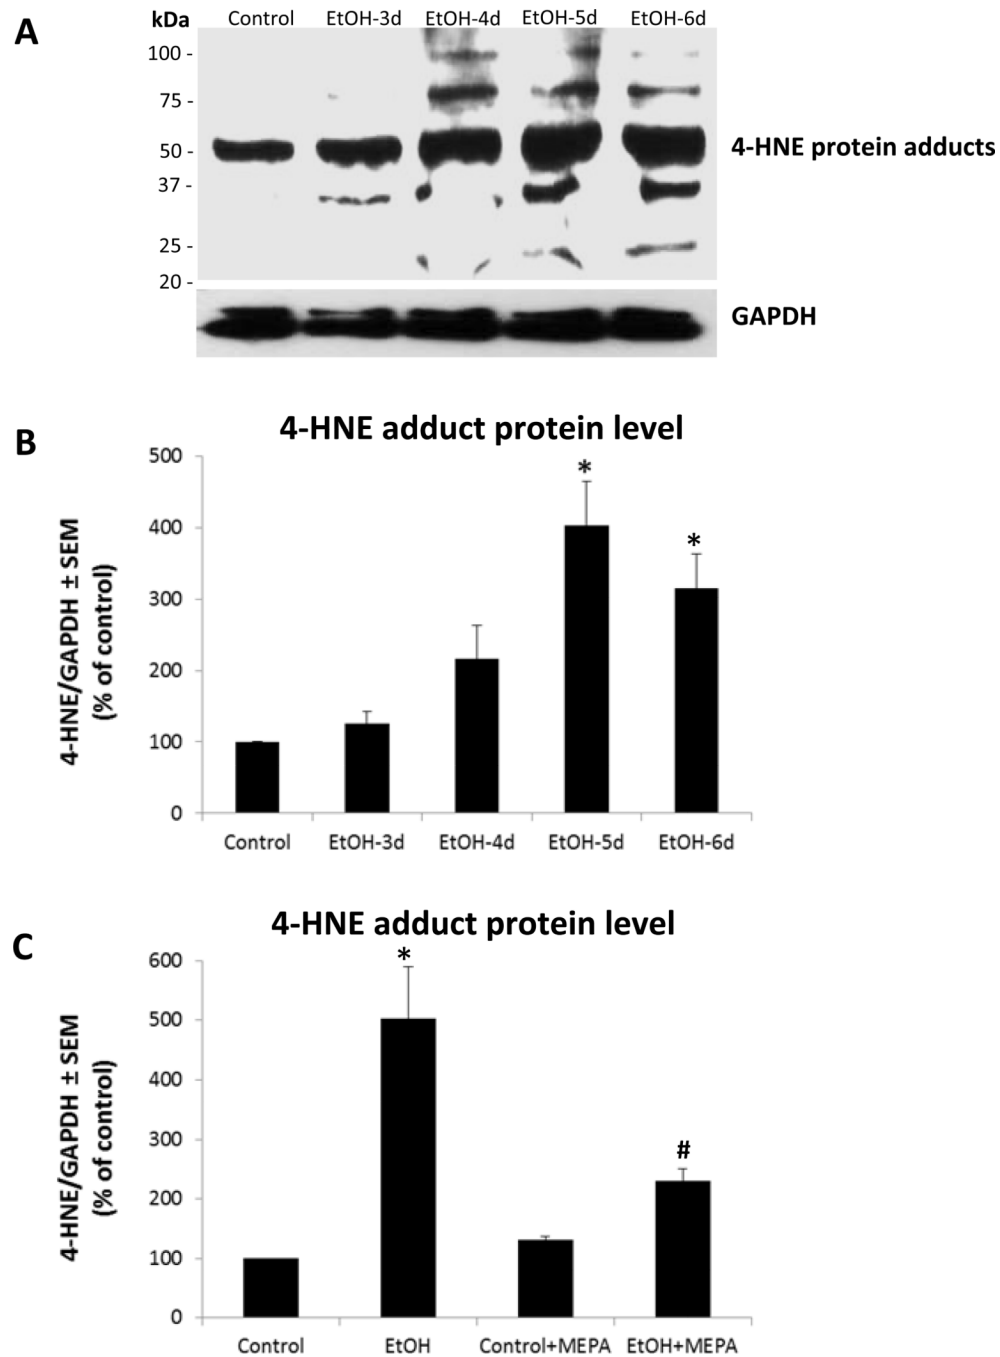 A
kDa Control EtOH-3d EtOH-4d EtOH-5d EtOH-6d
100 -
75 -
50 - 4-HNE protein adducts
37 -
25 -
20 -
GAPDH
B
4-HNE adduct protein level
4-HNE/GAPDH ± SEM
(% of control)
500
400
300
200
100
0
* *
Control EtOH-3d EtOH-4d EtOH-5d EtOH-6d
C
4-HNE adduct protein level
4-HNE/GAPDH ± SEM
(% of control)
600
500
400
300
200
100
0
* #
Control EtOH Control+MEPA EtOH+MEPA